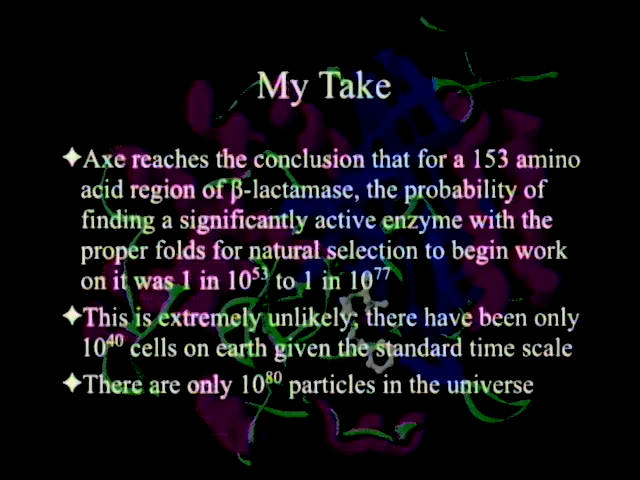 My Take
✦Axe reaches the conclusion that for a 153 amino
acid region of β-lactamase, the probability of
finding a significantly active enzyme with the
proper folds for natural selection to begin work
on it was 1 in 10⁵³ to 1 in 10⁷⁷
✦This is extremely unlikely; there have been only
10⁴⁰ cells on earth given the standard time scale
✦There are only 10⁸⁰ particles in the universe